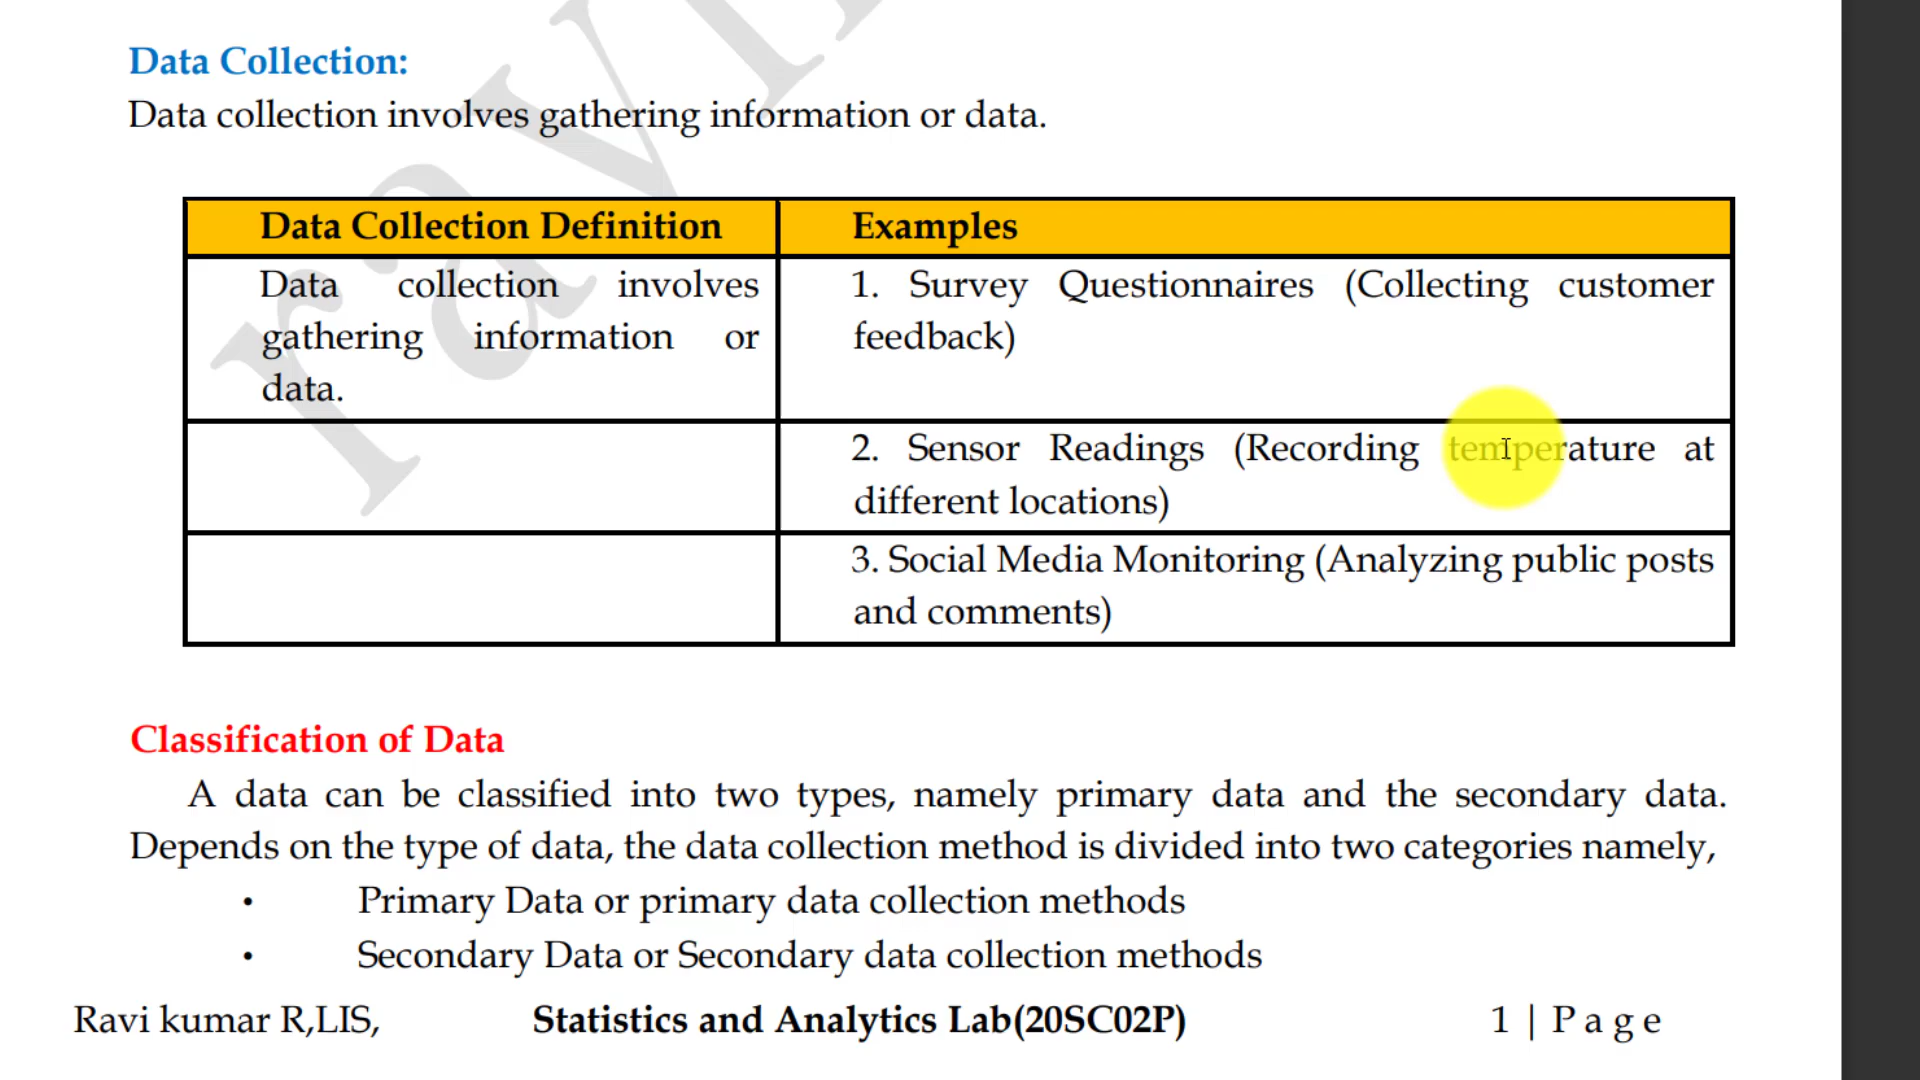 Data Collection:
Data collection involves gathering information or data.
Data Collection Definition
Examples
Data collection involves
gathering information or
data.
1. Survey Questionnaires (Collecting customer
feedback)
2. Sensor Readings (Recording temperature at
different locations)
3. Social Media Monitoring (Analyzing public posts
and comments)
Classification of Data
A data can be classified into two types, namely primary data and the secondary data.
Depends on the type of data, the data collection method is divided into two categories namely,
• Primary Data or primary data collection methods
• Secondary Data or Secondary data collection methods
Ravi kumar R,LIS, Statistics and Analytics Lab(20SC02P) 1 | P a g e